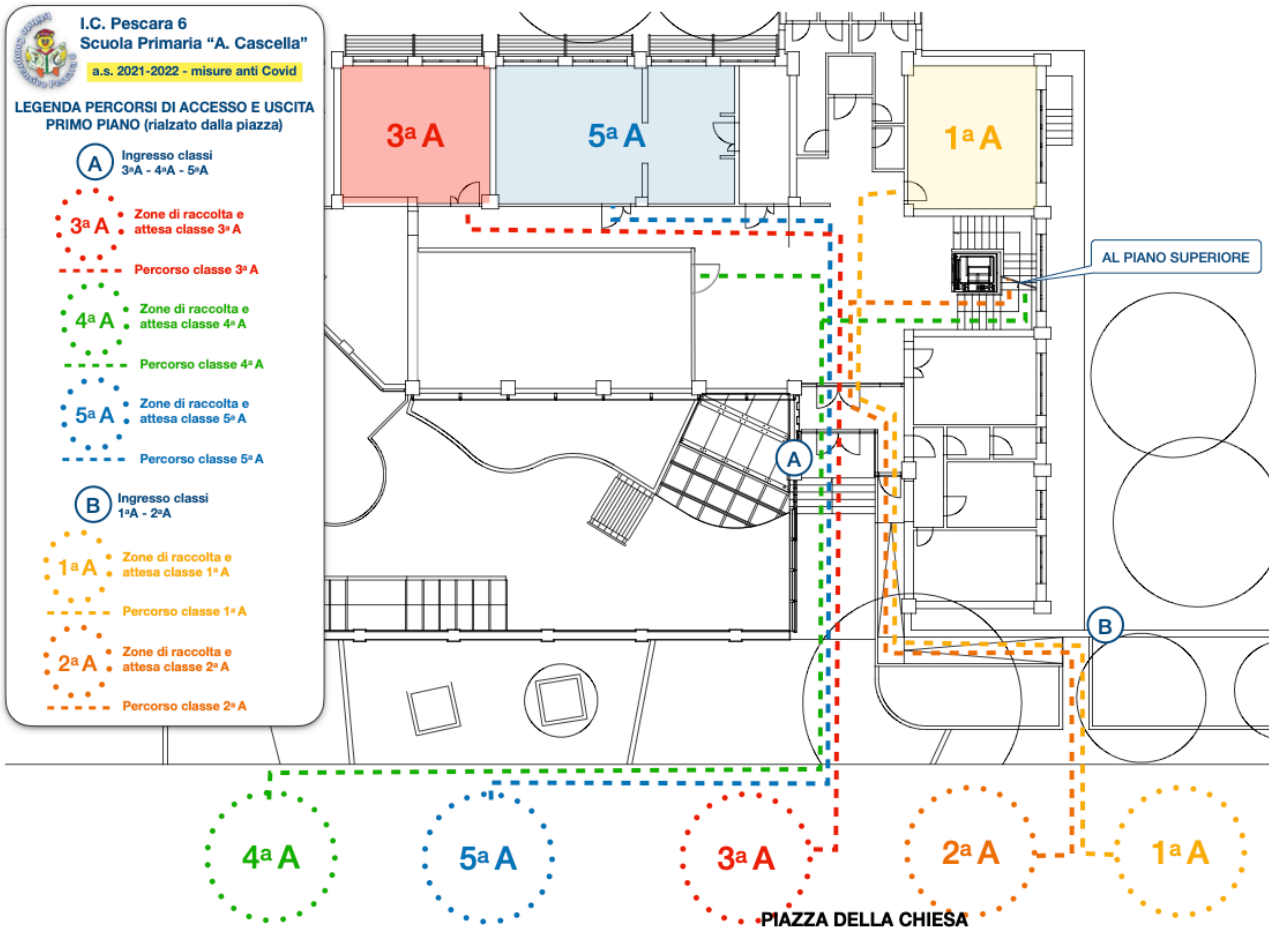 I.C. Pescara 6
Scuola Primaria “A. Cascella”
a.s. 2021-2022 - misure anti Covid
LEGENDA PERCORSI DI ACCESSO E USCITA
PRIMO PIANO (rialzato dalla piazza)
A
Ingresso classi
3ªA - 4ªA - 5ªA
3ª A
Zone di raccolta e
attesa classe 3ª A
Percorso classe 3ª A
4ª A
Zone di raccolta e
attesa classe 4ª A
Percorso classe 4ª A
5ª A
Zone di raccolta e
attesa classe 5ª A
Percorso classe 5ª A
B
Ingresso classi
1ªA - 2ªA
1ª A
Zone di raccolta e
attesa classe 1ª A
Percorso classe 1ª A
2ª A
Zone di raccolta e
attesa classe 2ª A
Percorso classe 2ª A
3ª A
5ª A
1ª A
AL PIANO SUPERIORE
A
B
4ª A
5ª A
3ª A
2ª A
1ª A
PIAZZA DELLA CHIESA